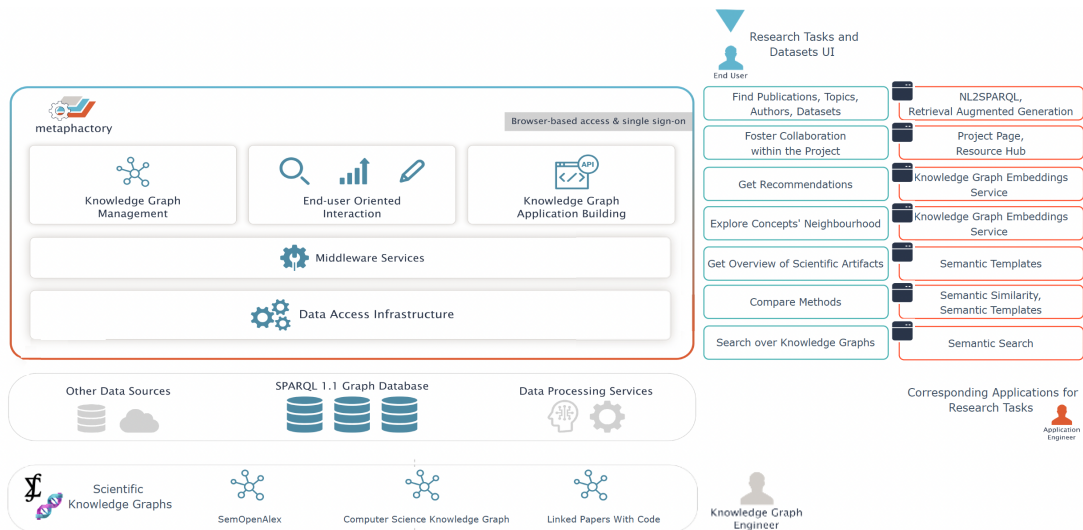 Research Tasks and
Datasets UI
End User
metaphactory
Browser-based access & single sign-on
Knowledge Graph
Management
End-user Oriented
Interaction
API
Knowledge Graph
Application Building
Middleware Services
Data Access Infrastructure
Find Publications, Topics,
Authors, Datasets
NL2SPARQL,
Retrieval Augmented Generation
Foster Collaboration
within the Project
Project Page,
Resource Hub
Get Recommendations
Knowledge Graph Embeddings
Service
Explore Concepts' Neighbourhood
Knowledge Graph Embeddings
Service
Get Overview of Scientific Artifacts
Semantic Templates
Compare Methods
Semantic Similarity,
Semantic Templates
Search over Knowledge Graphs
Semantic Search
Other Data Sources
SPARQL 1.1 Graph Database
Data Processing Services
Corresponding Applications for
Research Tasks
Application
Engineer
Scientific
Knowledge Graphs
SemOpenAlex
Computer Science Knowledge Graph
Linked Papers With Code
Knowledge Graph
Engineer